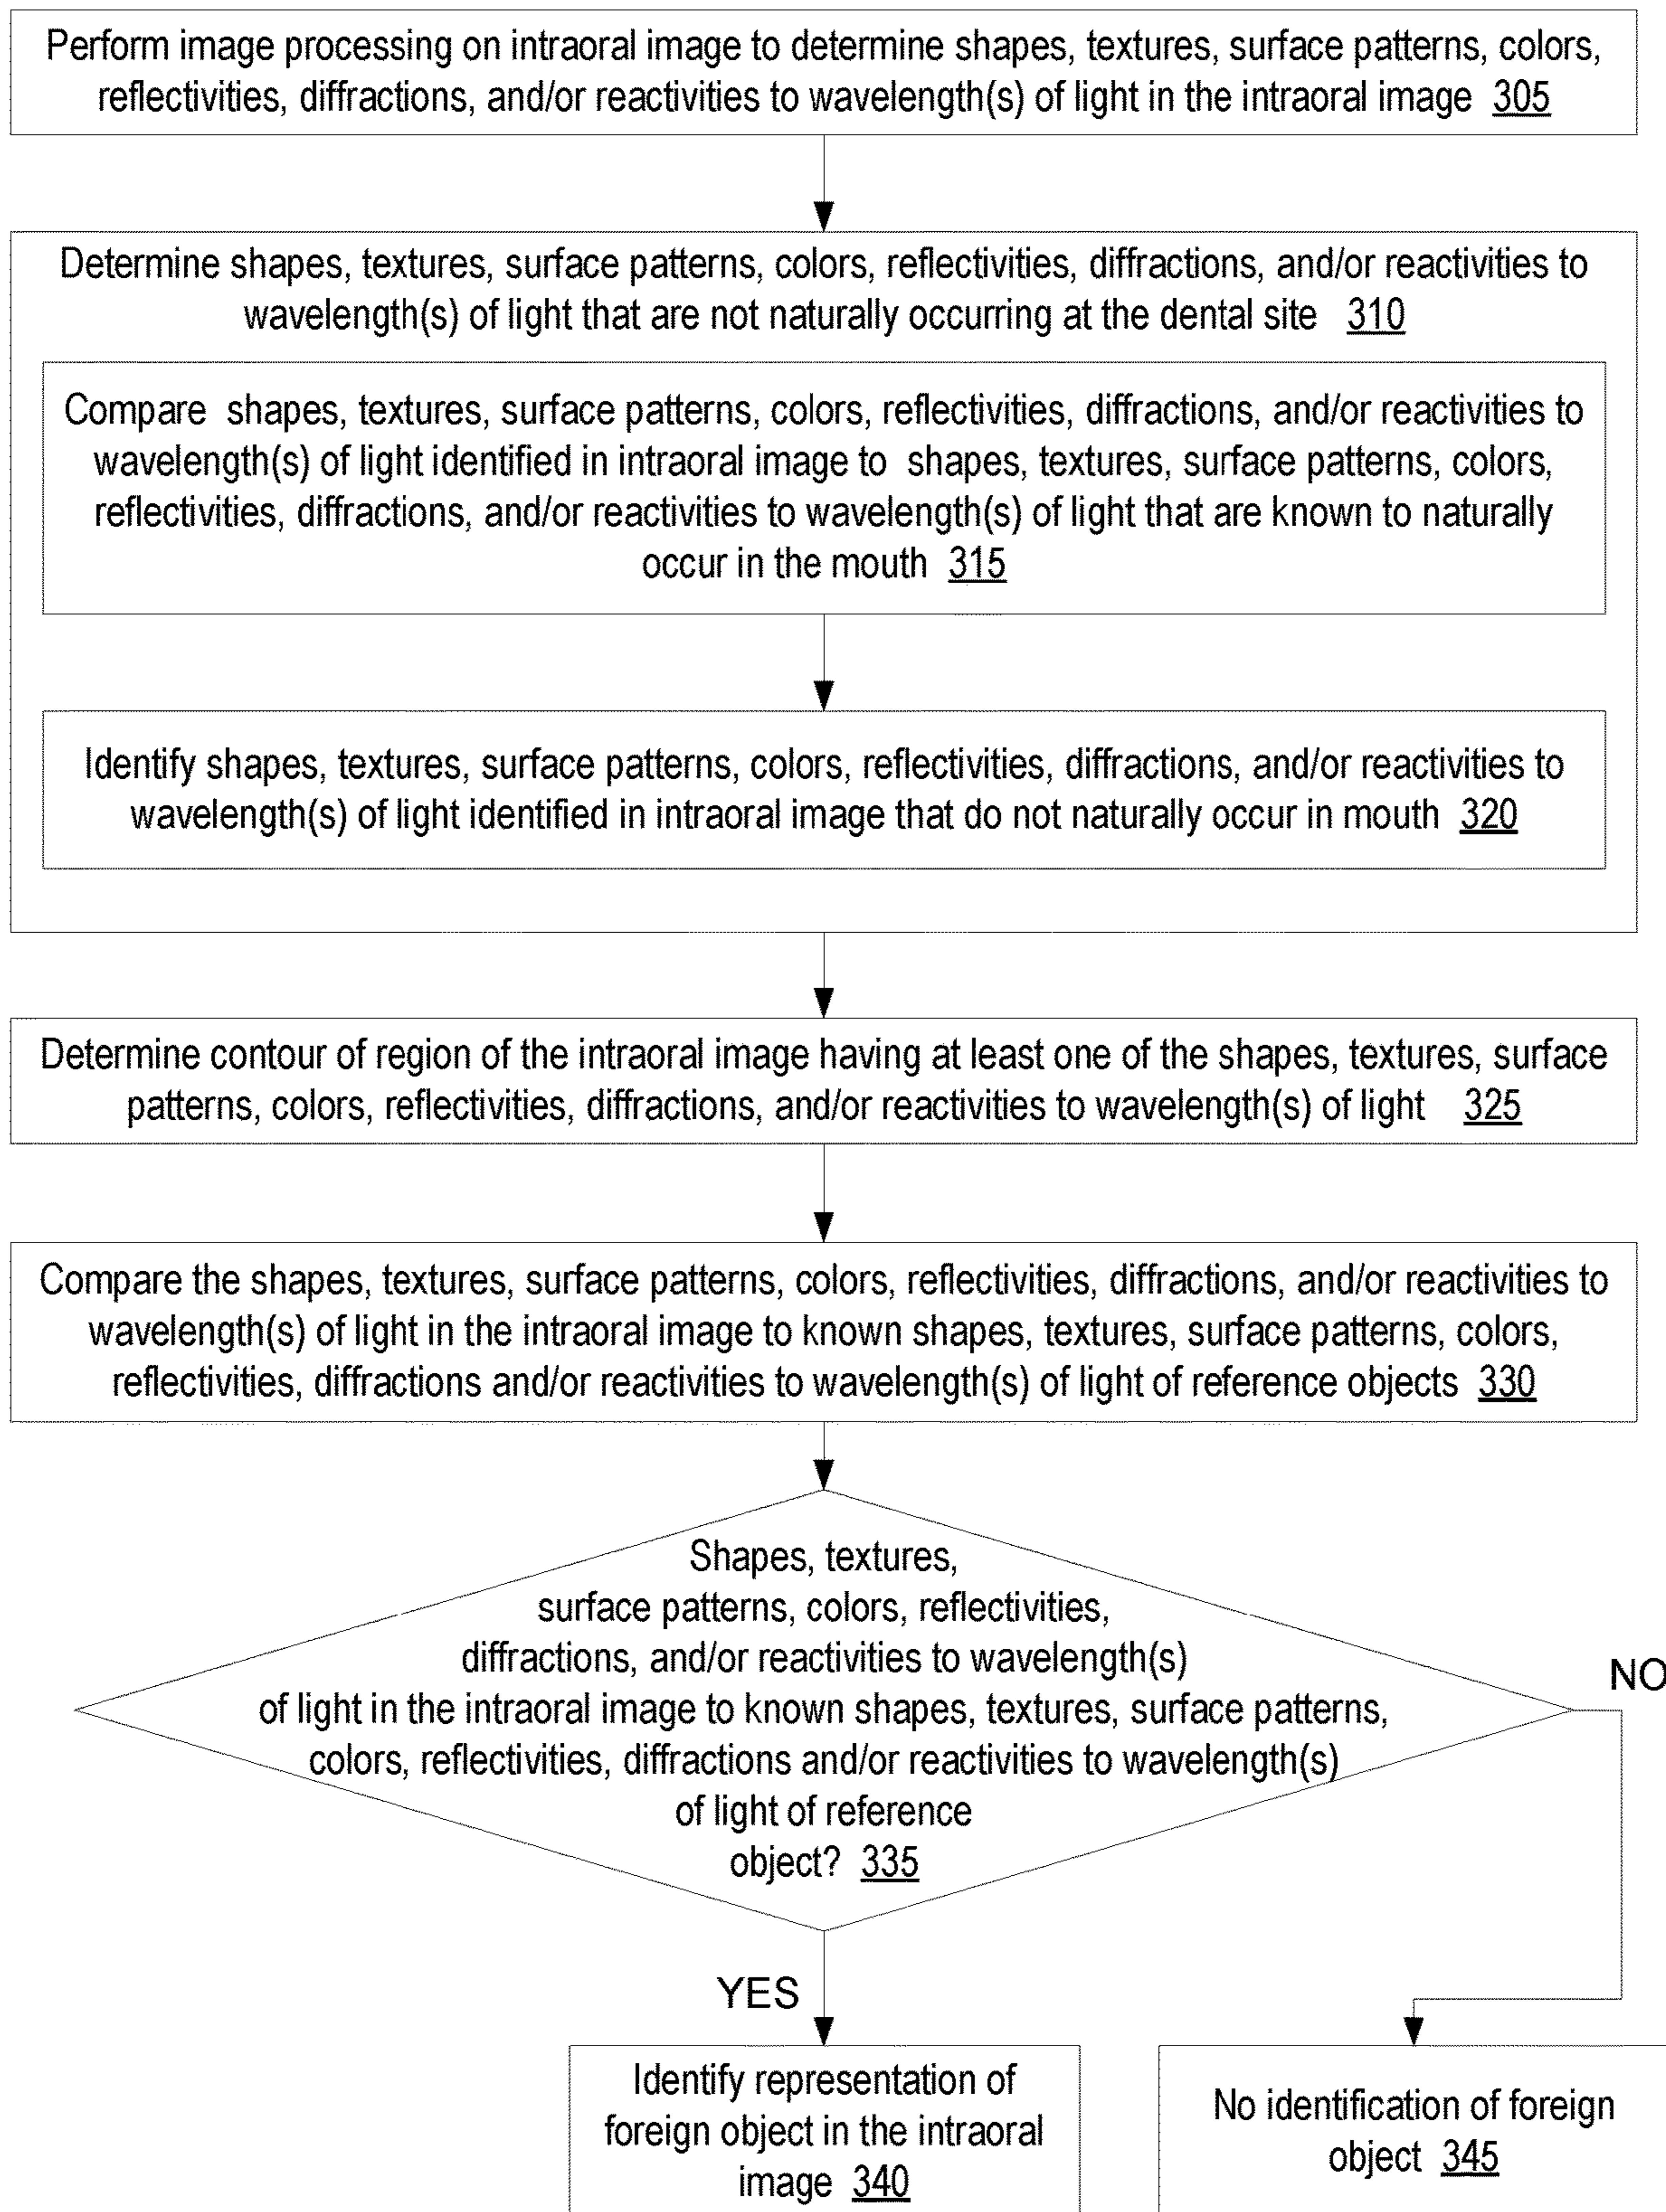 Perform image processing on intraoral image to determine shapes, textures, surface patterns, colors,
reflectivities, diffractions, and/or reactivities to wavelength(s) of light in the intraoral image 305
Determine shapes, textures, surface patterns, colors, reflectivities, diffractions, and/or reactivities to
wavelength(s) of light that are not naturally occurring at the dental site 310
Compare shapes, textures, surface patterns, colors, reflectivities, diffractions, and/or reactivities to
wavelength(s) of light identified in intraoral image to shapes, textures, surface patterns, colors,
reflectivities, diffractions, and/or reactivities to wavelength(s) of light that are known to naturally
occur in the mouth 315
Identify shapes, textures, surface patterns, colors, reflectivities, diffractions, and/or reactivities to
wavelength(s) of light identified in intraoral image that do not naturally occur in mouth 320
Determine contour of region of the intraoral image having at least one of the shapes, textures, surface
patterns, colors, reflectivities, diffractions, and/or reactivities to wavelength(s) of light 325
Compare the shapes, textures, surface patterns, colors, reflectivities, diffractions, and/or reactivities to
wavelength(s) of light in the intraoral image to known shapes, textures, surface patterns, colors,
reflectivities, diffractions and/or reactivities to wavelength(s) of light of reference objects 330
Shapes, textures,
surface patterns, colors, reflectivities,
diffractions, and/or reactivities to wavelength(s)
of light in the intraoral image to known shapes, textures, surface patterns,
colors, reflectivities, diffractions and/or reactivities to wavelength(s)
of light of reference
object? 335
NO
YES
Identify representation of
foreign object in the intraoral
image 340
No identification of foreign
object 345